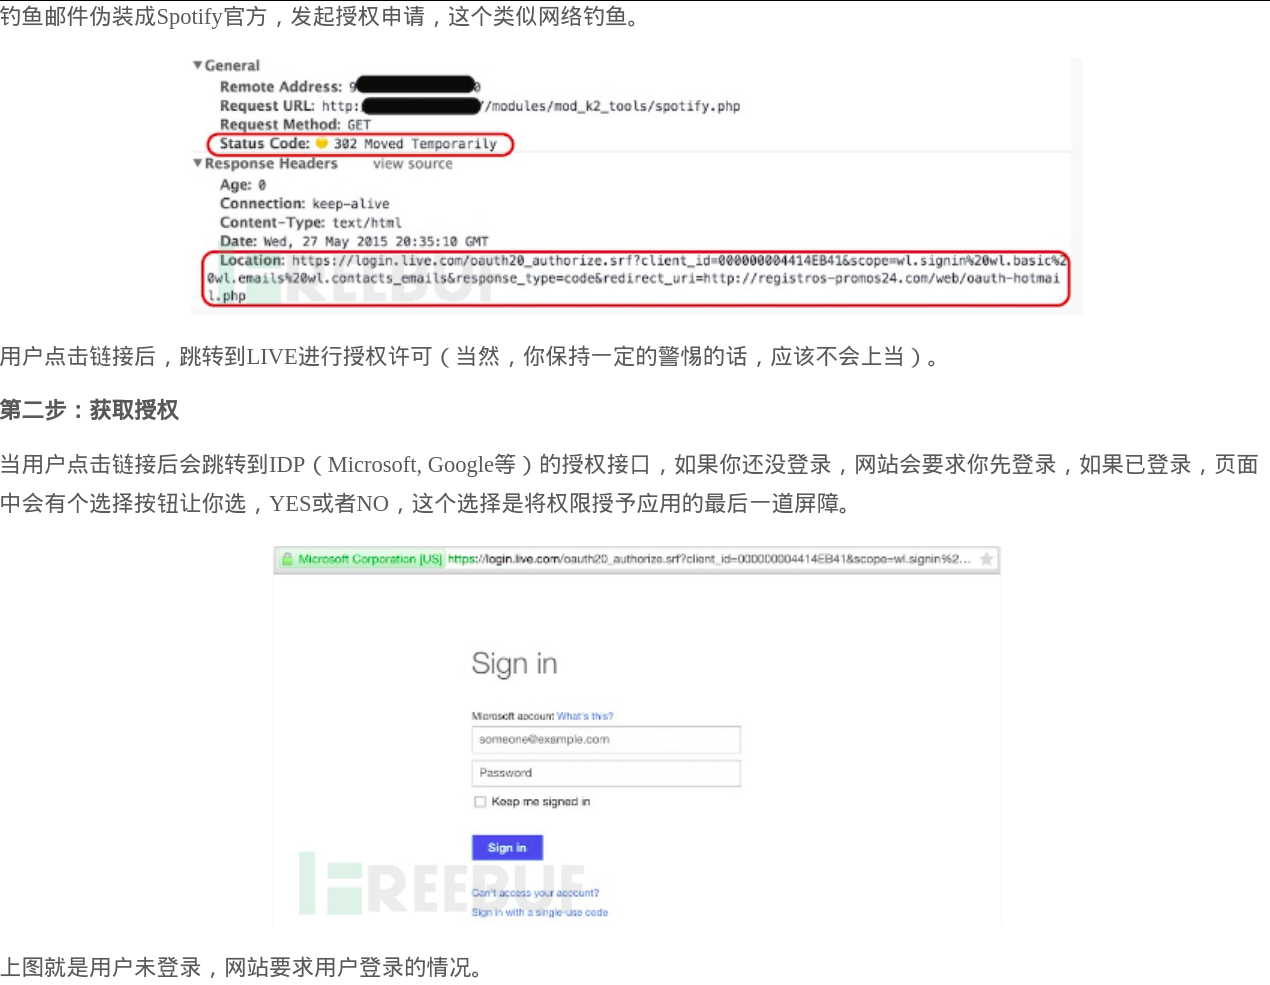 钓鱼邮件伪装成Spotify官方，发起授权申请，这个类似网络钓鱼。
▼General
Remote Address: 9 0
Request URL: http: /modules/mod_k2_tools/spotify.php
Request Method: GET
Status Code: 302 Moved Temporarily
▼Response Headers view source
Age: 0
Connection: keep-alive
Content-Type: text/html
Date: Wed, 27 May 2015 20:35:10 GMT
Location: https://login.live.com/oauth20_authorize.srf?client_id=000000004414EB41&scope=wl.signin%20wl.basic%2
0wl.emails%20wl.contacts_emails&response_type=code&redirect_uri=http://registros-promos24.com/web/oauth-hotmai
l.php
FREEBUF
用户点击链接后，跳转到LIVE进行授权许可（当然，你保持一定的警惕的话，应该不会上当）。
第二步：获取授权
当用户点击链接后会跳转到IDP（Microsoft, Google等）的授权接口，如果你还没登录，网站会要求你先登录，如果已登录，页面
中会有个选择按钮让你选，YES或者NO，这个选择是将权限授予应用的最后一道屏障。
Microsoft Corporation [US] https://login.live.com/oauth20_authorize.srf?client_id=000000004414EB41&scope=wl.signin%2...
Sign in
Microsoft account What's this?
someone@example.com
Password
Keep me signed in
Sign in
FREEBUF
Can't access your account?
Sign in with a single-use code
上图就是用户未登录，网站要求用户登录的情况。